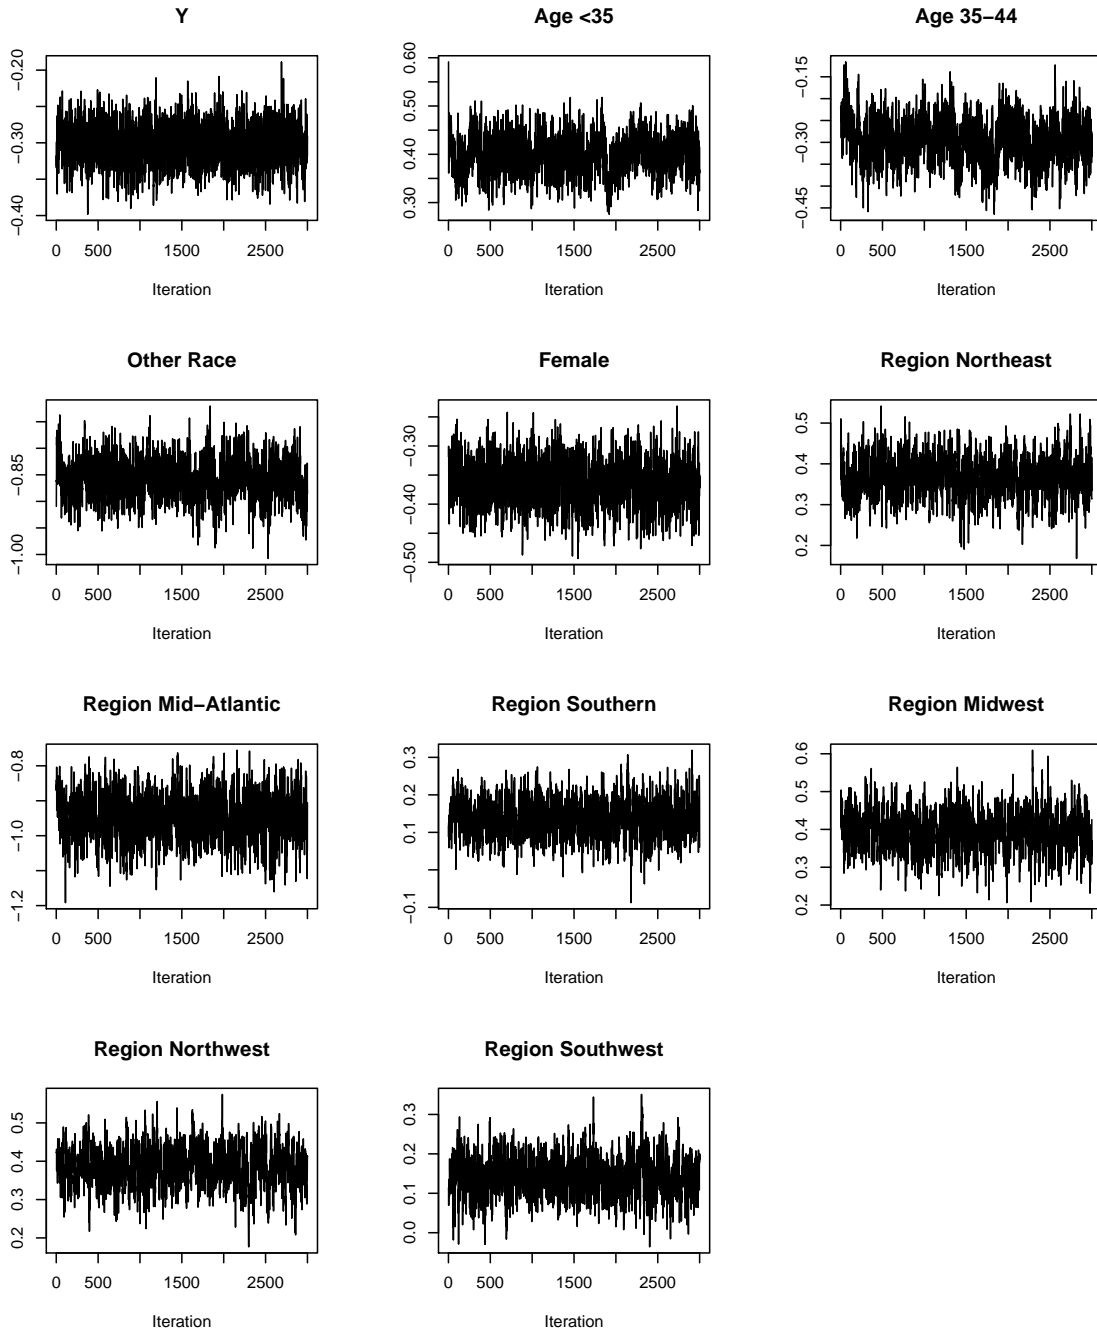 Y
Age <35
Age 35−44
−0.20
−0.30
−0.40
0.60
0.50
0.40
0.30
−0.15
−0.30
−0.45
0 500 1500 2500
0 500 1500 2500
0 500 1500 2500
Iteration
Iteration
Iteration
Other Race
Female
Region Northeast
−0.85
−1.00
−0.30
−0.40
−0.50
0.5
0.4
0.3
0.2
0 500 1500 2500
0 500 1500 2500
0 500 1500 2500
Iteration
Iteration
Iteration
Region Mid−Atlantic
Region Southern
Region Midwest
−0.8
−1.0
−1.2
0.3
0.2
0.1
−0.1
0.6
0.5
0.4
0.3
0.2
0 500 1500 2500
0 500 1500 2500
0 500 1500 2500
Iteration
Iteration
Iteration
Region Northwest
Region Southwest
0.5
0.4
0.3
0.2
0.3
0.2
0.1
0.0
0 500 1500 2500
0 500 1500 2500
Iteration
Iteration